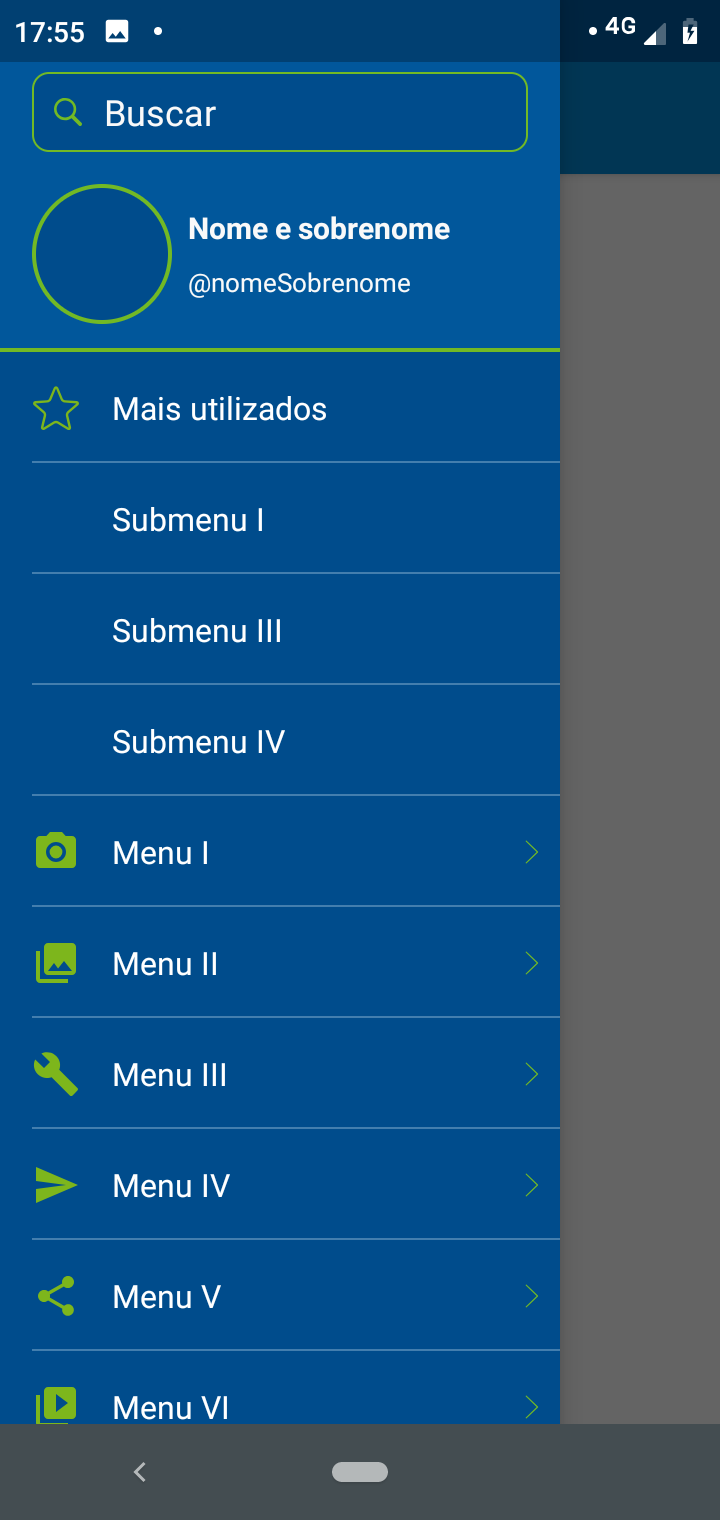 17:55
4G
Buscar
Nome e sobrenome
@nomeSobrenome
Mais utilizados
Submenu I
Submenu III
Submenu IV
Menu I
Menu II
Menu III
Menu IV
Menu V
Menu VI